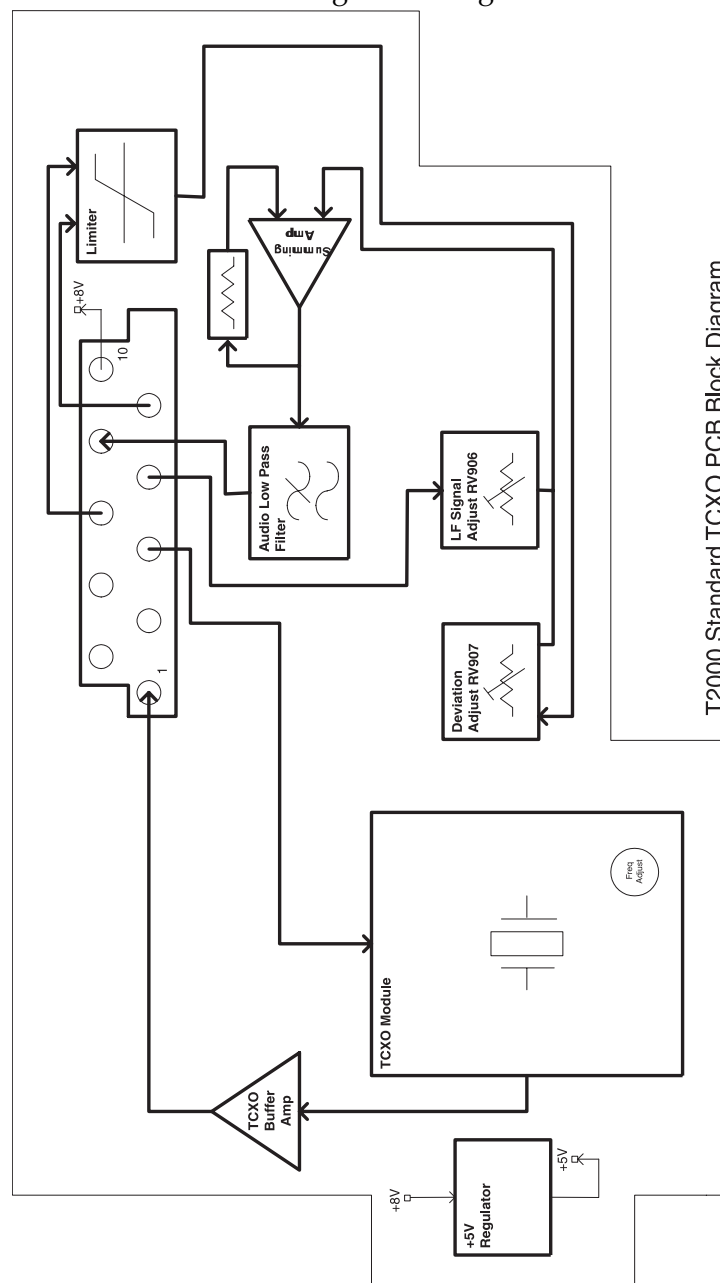 T2000 Standard TCXO PCB Block Diagram
Limiter
+8V
10
1
Summing
Amp
Audio Low Pass
Filter
LF Signal
Adjust RV906
Deviation
Adjust RV907
TCXO Module
Freq
Adjust
TCXO
Buffer
Amp
+8V
+5V
Regulator
+5V